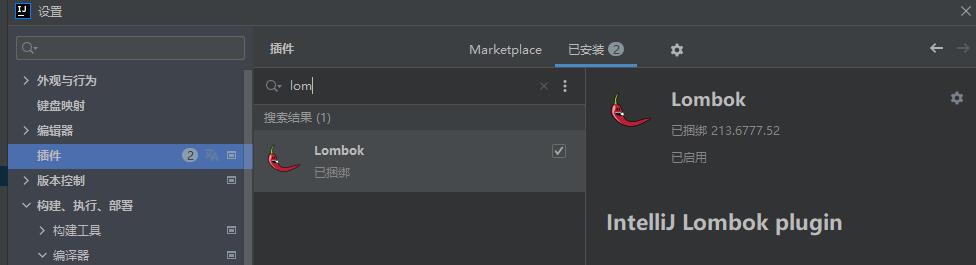 设置
外观与行为
键盘映射
编辑器
插件 2
版本控制
构建、执行、部署
构建工具
编译器
插件 Marketplace 已安装 2
lom
搜索结果 (1)
Lombok
已捆绑
Lombok
已捆绑 213.6777.52
已启用
IntelliJ Lombok plugin